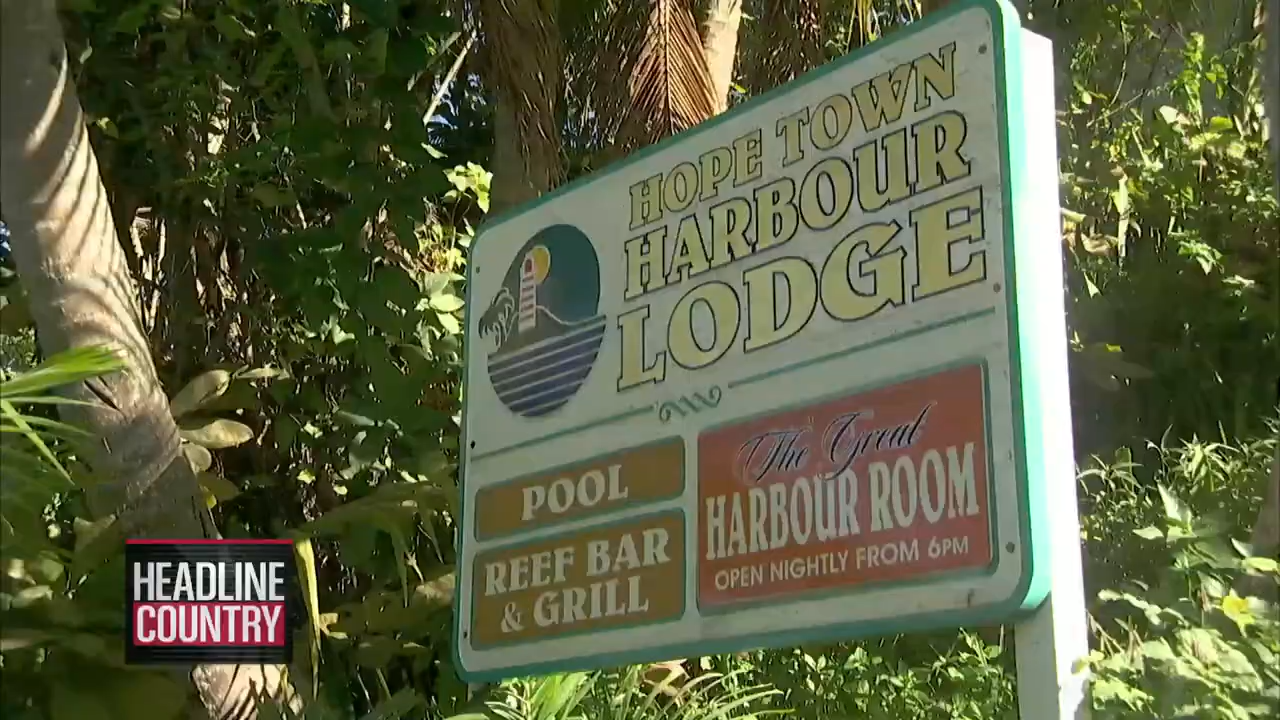 HOPE TOWN
HARBOUR
LODGE
POOL
REEF BAR
& GRILL
The Great
HARBOUR ROOM
OPEN NIGHTLY FROM 6PM
HEADLINE
COUNTRY